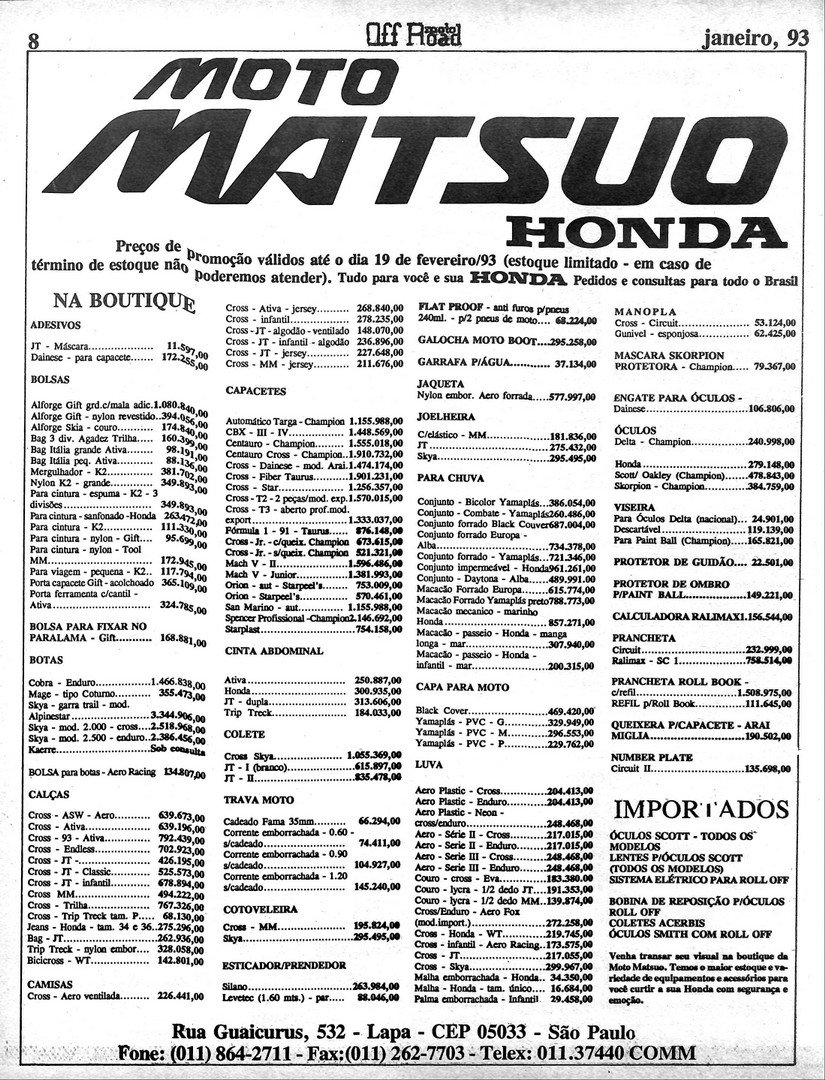 8
Off Road
moto
janeiro, 93
MOTO
MATSUO
HONDA
Preços de promoção válidos até o dia 19 de fevereiro/93 (estoque limitado - em caso de
término de estoque não poderemos atender). Tudo para você e sua HONDA Pedidos e consultas para todo o Brasil
NA BOUTIQUE
ADESIVOS
JT - Máscara............ 11.597,00
Dainese - para capacete...... 172.255,00
BOLSAS
Alforge Gift grd.c/mala adic.1.080.840,00
Alforge Gift - nylon revestido..394.056,00
Alforge Skia - couro.......... 174.840,00
Bag 3 div. Agadez Trilha..... 160.399,00
Bag Itália grande Ativa........ 98.191,00
Bag Itália peq. Ativa........... 88.136,00
Mergulhador - K2............. 381.702,00
Nylon K2 - grande............ 349.893,00
Para cintura - espuma - K2 - 3
divisões........................ 349.893,00
Para cintura -sanfonado -Honda 263.472,00
Para cintura - K2.............. 111.330,00
Para cintura - nylon - Gift.... 95.699,00
Para cintura - nylon - Tool
MM............................ 172.945,00
Para viagem - pequena - K2.. 117.794,00
Porta capacete Gift - acolchoado 365.109,00
Porta ferramenta c/cantil -
Ativa........................... 324.785,00
BOLSA PARA FIXAR NO
PARALAMA - Gift.......... 168.881,00
BOTAS
Cobra - Enduro..............1.466.838,00
Mage - tipo Coturno......... 355.473,00
Skya - garra trail - mod.
Alpinestar.................... 3.344.906,00
Skya - mod. 2.000 - cross....2.518.968,00
Skya - mod. 2.500 - enduro..2.386.456,00
Kaerre........................Sob consulta
BOLSA para botas - Aero Racing 134.807,00
CALÇAS
Cross - ASW - Aero.......... 639.673,00
Cross - Ativa.................. 639.196,00
Cross - 93 - Ativa............. 792.439,00
Cross - Endless................ 702.923,00
Cross - JT -.................... 426.195,00
Cross - JT - Classic........... 525.573,00
Cross - JT - infantil........... 678.894,00
Cross MM..................... 494.222,00
Cross - Trilha................. 767.326,00
Cross - Trip Treck tam. P..... 68.130,00
Jeans - Honda - tam. 34 e 36..275.296,00
Bag - JT.......................262.936,00
Trip Treck - nylon embor.... 328.058,00
Bicicross - WT................ 142.801,00
CAMISAS
Cross - Aero ventilada........ 226.441,00
Cross - Ativa - jersey.......... 268.840,00
Cross - infantil................. 278.235,00
Cross -JT - algodão - ventilado 148.070,00
Cross - JT - infantil - algodão 236.896,00
Cross - JT - jersey............. 227.648,00
Cross - MM - jersey........... 211.676,00
CAPACETES
Automático Targa - Champion 1.155.988,00
CBX - III - IV............... 1.448.569,00
Centauro - Champion....... 1.555.018,00
Centauro Cross - Champion..1.910.732,00
Cross - Dainese - mod. Arai.1.474.174,00
Cross - Fiber Taurus.........1.901.231,00
Cross - Star................... 1.256.357,00
Cross - T2 - 2 peças/mod. exp.1.570.015,00
Cross - T3 - aberto prof.mod.
export........................ 1.333.037,00
Fórmula 1 - 91 - Taurus...... 876.148,00
Cross-Jr. - c/queix. Champion 673.615,00
Cross-Jr. - s/queix. Champion 521.321,00
Mach V - II................... 1.596.486,00
Mach V - Junior............. 1.381.993,00
Orion - aut - Starpeel's........ 753.009,00
Orion - Starpeel's.............. 570.461,00
San Marino - aut............ 1.155.988,00
Spencer Profissional -Champion2.146.692,00
Starplast........................ 754.158,00
CINTA ABDOMINAL
Ativa.......................... 250.887,00
Honda......................... 300.935,00
JT - dupla..................... 313.606,00
Trip Treck.................... 184.033,00
COLETE
Cross Skya................... 1.055.369,00
JT - I (branco)................ 615.897,00
JT - II.......................... 835.478,00
TRAVA MOTO
Cadeado Fama 35mm......... 66.294,00
Corrente emborrachada - 0.60 -
s/cadeado..................... 74.411,00
Corrente emborrachada - 0.90
s/cadeado..................... 104.927,00
Corrente emborrachada - 1.20
s/cadeado..................... 145.240,00
COTOVELEIRA
Cross - MM................... 195.824,00
Skya............................295.495,00
ESTICADOR/PRENDEDOR
Silano......................... 263.984,00
Levetec (1.60 mts.) - par..... 88.046,00
FLAT PROOF - anti furos p/pneus
240ml. - p/2 pneus de moto.... 68.224,00
GALOCHA MOTO BOOT....295.258,00
GARRAFA P/ÁGUA............ 37.134,00
JAQUETA
Nylon embor. Aero forrada....577.997,00
JOELHEIRA
C/elástico - MM................181.836,00
JT .............................. 275.432,00
Skya.............................295.495,00
PARA CHUVA
Conjunto - Bicolor Yamaplás...386.054,00
Conjunto - Combate - Yamaplás260.486,00
Conjunto forrado Black Couver687.004,00
Conjunto forrado Europa -
Alba.............................734.378,00
Conjunto forrado - Yamaplás...721.346,00
Conjunto impermeável - Honda961.261,00
Conjunto - Daytona - Alba......489.991.00
Macacão Forrado Europa.......615.774,00
Macacão Forrado Yamaplás preto788.773,00
Macacão mecanico - marinho
Honda ......................... 857.271,00
Macacão - passeio - Honda - manga
longa - mar.................... 307.940,00
Macacão - passeio - Honda -
infantil - mar................... 200.315,00
CAPA PARA MOTO
Black Cover.................... 469.420,00
Yamaplás - PVC - G.......... 329.949,00
Yamaplás - PVC - M.......... 296.553,00
Yamaplás - PVC - P........... 229.762,00
LUVA
Aero Plastic - Cross............204.413,00
Aero Plastic - Enduro..........204.413,00
Aero Plastic - Neon -
cross/enduro...................248.468,00
Aero - Série II - Cross.........217.015,00
Aero - Série II - Enduro.......217.015,00
Aero - Serie III - Cross........248.468,00
Aero - Serie III - Enduro......248.468,00
Couro - cross - Eva............183.380.00
Couro - lycra - 1/2 dedo JT....191.353,00
Couro - lycra - 1/2 dedo MM..139.874,00
Cross/Enduro - Aero Fox
(mod.import.).................. 272.258,00
Cross - Honda - WT...........219.745,00
Cross - infantil - Aero Racing..173.575,00
Cross - JT......................217.055,00
Cross - Skya....................299.967,00
Malha emborrachada - Honda.. 34.350,00
Malha - Honda - tam. único.... 16.684,00
Palma emborrachada - Infantil 29.458,00
MANOPLA
Cross - Circuit................. 53.124,00
Gunivel - esponjosa............ 62.425,00
MASCARA SKORPION
PROTETORA - Champion.... 79.367,00
ENGATE PARA ÓCULOS -
Dainese.........................106.806,00
ÓCULOS
Delta - Champion.............. 240.998,00
Honda...........................279.148,00
Scott/ Oakley (Champion).....478.843,00
Skorpion - Champion..........384.759,00
VISEIRA
Para Óculos Delta (nacional)... 24.901,00
Descartável.....................119.139,00
Para Paint Ball (Champion)....165.821,00
PROTETOR DE GUIDÃO.... 22.501,00
PROTETOR DE OMBRO
P/PAINT BALL.................149.221,00
CALCULADORA RALIMAX1.156.544,00
PRANCHETA
Circuit...........................232.999,00
Ralimax - SC 1..................758.514,00
PRANCHETA ROLL BOOK -
c/refil..........................1.508.975,00
REFIL p/Roll Book.............111.645,00
QUEIXERA P/CAPACETE - ARAI
MIGLIA.........................190.502,00
NUMBER PLATE
Circuit II....................... 135.698,00
IMPORTADOS
ÓCULOS SCOTT - TODOS OS
MODELOS
LENTES P/ÓCULOS SCOTT
(TODOS OS MODELOS)
SISTEMA ELÉTRICO PARA ROLL OFF
BOBINA DE REPOSIÇÃO P/ÓCULOS
ROLL OFF
COLETES ACERBIS
ÓCULOS SMITH COM ROLL OFF
Venha transar seu visual na boutique da
Moto Matsuo. Temos o maior estoque e va-
riedade de equipamentos e acessórios para
você curtir a sua Honda com segurança e
emoção.
Rua Guaicurus, 532 - Lapa - CEP 05033 - São Paulo
Fone: (011) 864-2711 - Fax:(011) 262-7703 - Telex: 011.37440 COMM